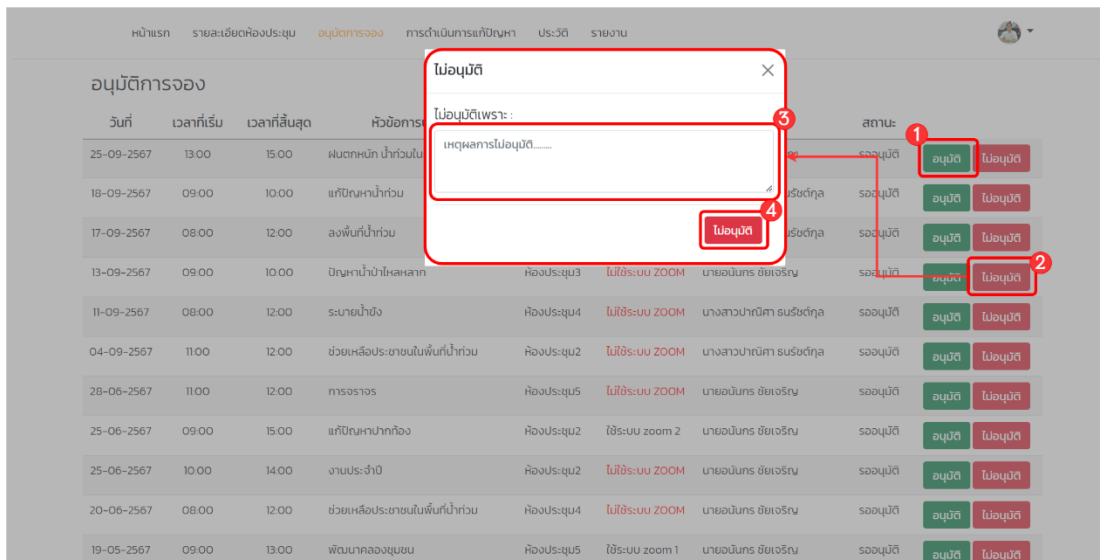 หน้าแรก รายละเอียดห้องประชุม อนุมัติการจอง การดำเนินการแก้ปัญหา ประวัติ รายงาน
อนุมัติการจอง
ไม่อนุมัติ
ไม่อนุมัติเพราะ :
3
เหตุผลการไม่อนุมัติ........
4
ไม่อนุมัติ
วันที่ เวลาที่เริ่ม เวลาที่สิ้นสุด สถานะ
1
25-09-2567 13:00 15:00 รออนุมัติ อนุมัติ ไม่อนุมัติ
18-09-2567 09:00 10:00 แก้ปัญหาน้ำท่วม รออนุมัติ อนุมัติ ไม่อนุมัติ
17-09-2567 08:00 12:00 ลงพื้นที่น้ำท่วม รออนุมัติ อนุมัติ ไม่อนุมัติ
2
13-09-2567 09:00 10:00 ปัญหาน้ำป่าไหลหลาก ห้องประชุม3 ไม่ใช้ระบบ ZOOM นายอนันทร ชัยเจริญ รออนุมัติ อนุมัติ ไม่อนุมัติ
11-09-2567 08:00 12:00 ระบายน้ำขัง ห้องประชุม4 ไม่ใช้ระบบ ZOOM นางสาวปาณิศา ธนรัชต์กุล รออนุมัติ อนุมัติ ไม่อนุมัติ
04-09-2567 11:00 12:00 ช่วยเหลือประชาชนในพื้นที่น้ำท่วม ห้องประชุม2 ไม่ใช้ระบบ ZOOM นางสาวปาณิศา ธนรัชต์กุล รออนุมัติ อนุมัติ ไม่อนุมัติ
28-06-2567 11:00 12:00 การจราจร ห้องประชุม5 ไม่ใช้ระบบ ZOOM นายอนันทร ชัยเจริญ รออนุมัติ อนุมัติ ไม่อนุมัติ
25-06-2567 09:00 15:00 แก้ปัญหาปากท้อง ห้องประชุม2 ใช้ระบบ zoom 2 นายอนันทร ชัยเจริญ รออนุมัติ อนุมัติ ไม่อนุมัติ
25-06-2567 10:00 14:00 งานประจำปี ห้องประชุม2 ไม่ใช้ระบบ ZOOM นายอนันทร ชัยเจริญ รออนุมัติ อนุมัติ ไม่อนุมัติ
20-06-2567 08:00 12:00 ช่วยเหลือประชาชนในพื้นที่น้ำท่วม ห้องประชุม4 ไม่ใช้ระบบ ZOOM นายอนันทร ชัยเจริญ รออนุมัติ อนุมัติ ไม่อนุมัติ
19-05-2567 09:00 13:00 พัฒนาคลองชุมชน ห้องประชุม5 ใช้ระบบ zoom 1 นายอนันทร ชัยเจริญ รออนุมัติ อนุมัติ ไม่อนุมัติ